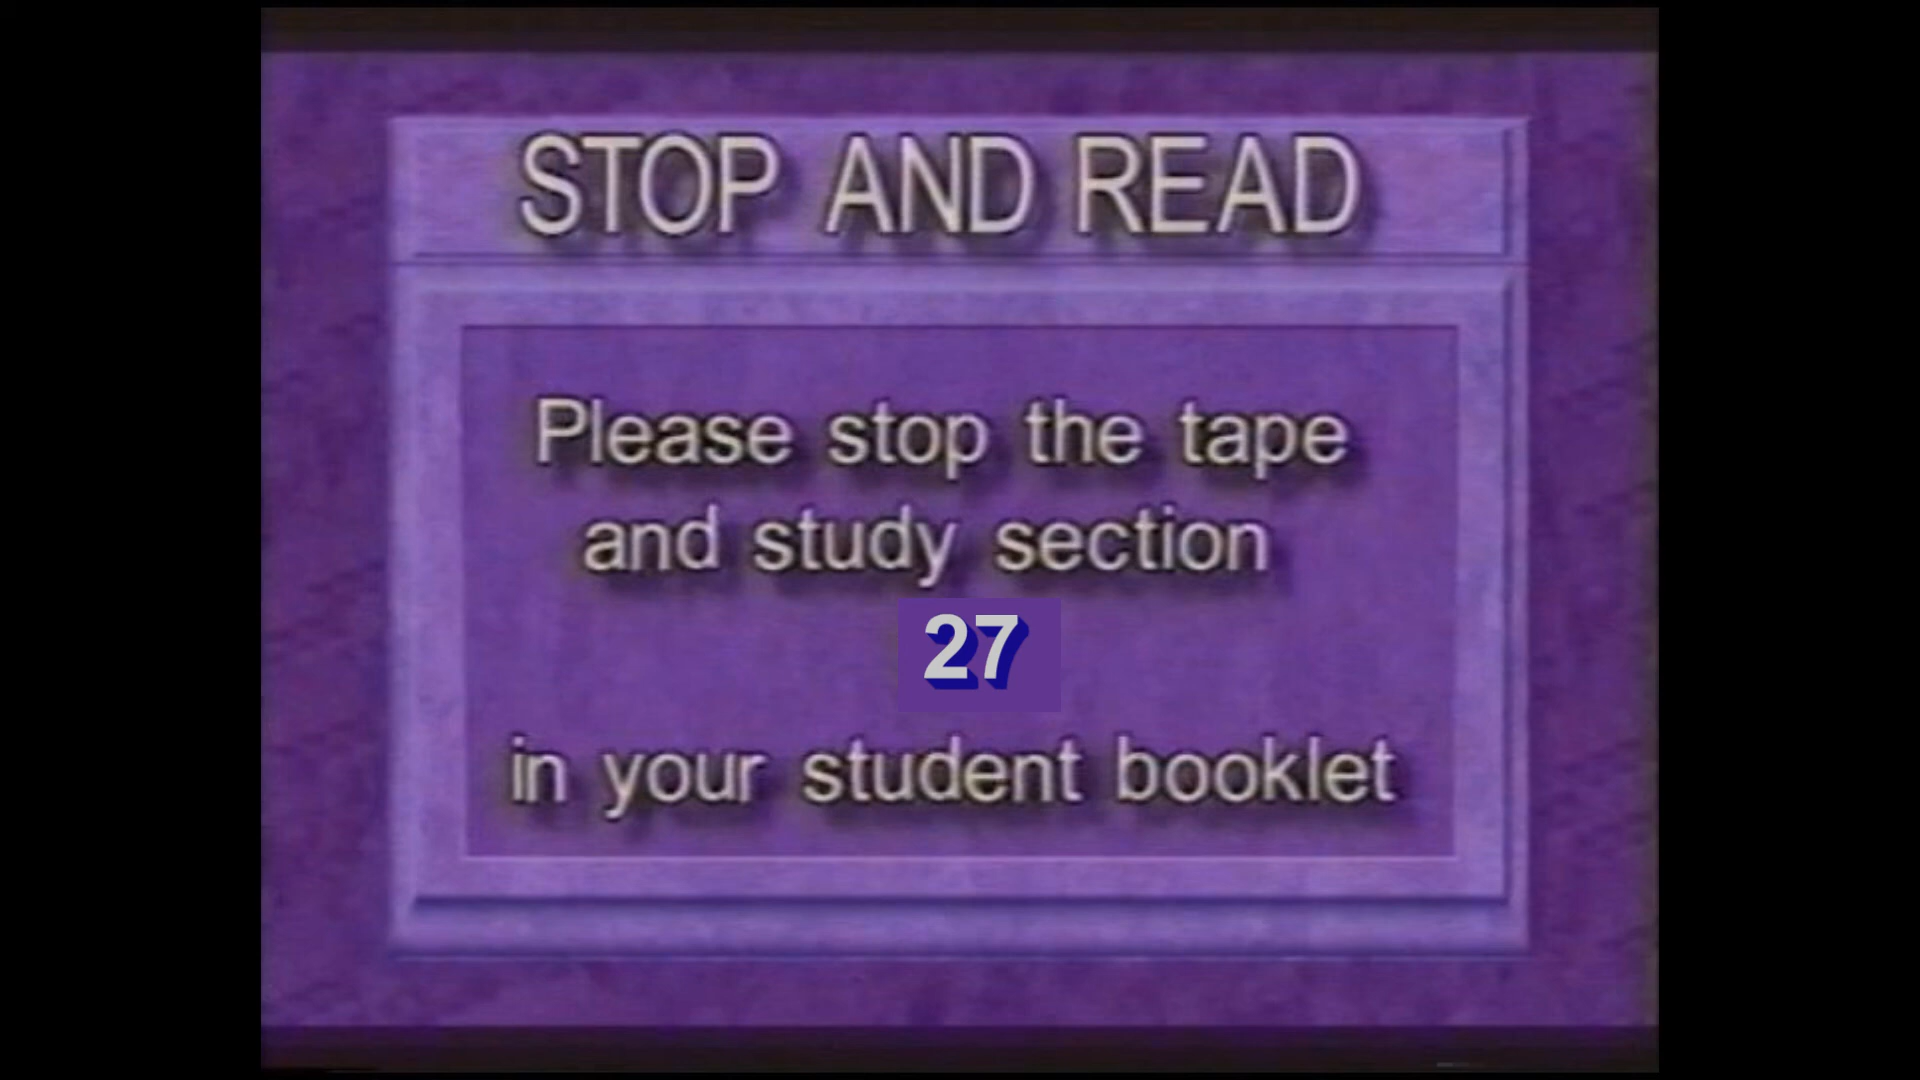 STOP AND READ
Please stop the tape
and study section
27
in your student booklet